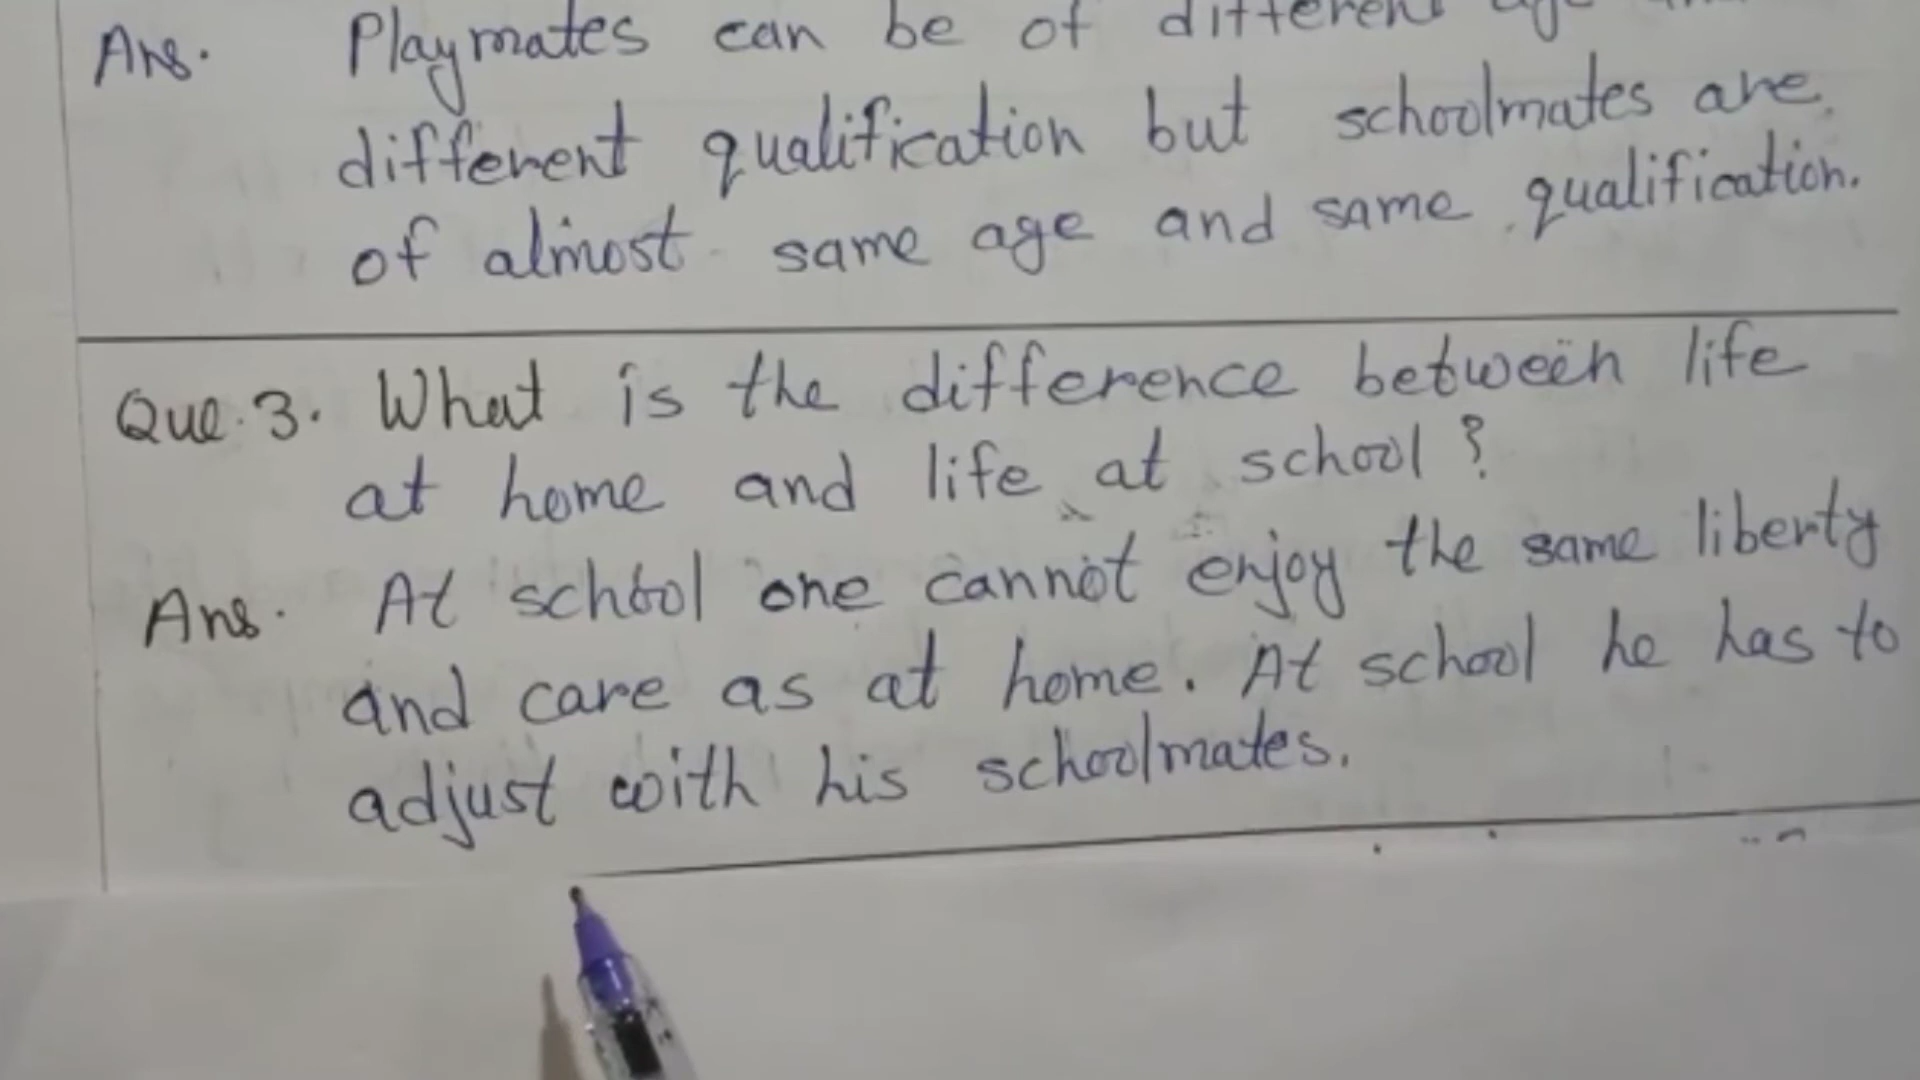 Ans. Playmates can be of different age
different qualification but schoolmates are
of almost same age and same qualification.
Que. 3. What is the difference between life
at home and life at school?
Ans. At school one cannot enjoy the same liberty
and care as at home. At school he has to
adjust with his schoolmates.